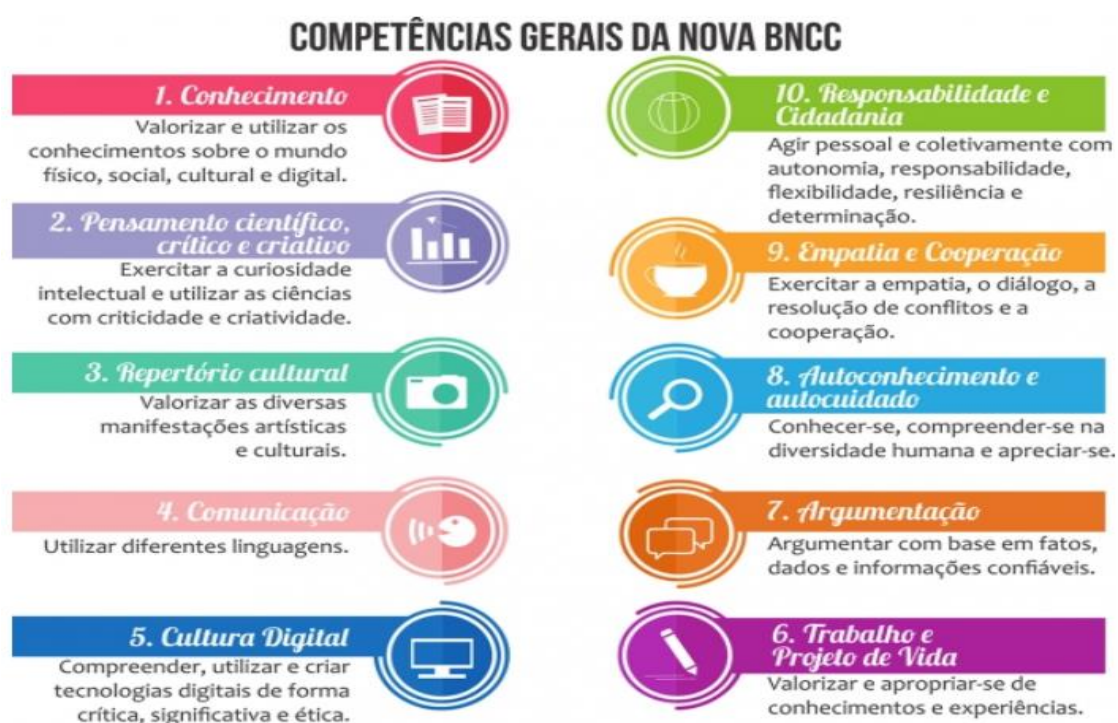 COMPETÊNCIAS GERAIS DA NOVA BNCC
1. Conhecimento
Valorizar e utilizar os
conhecimentos sobre o mundo
físico, social, cultural e digital.
2. Pensamento científico,
crítico e criativo
Exercitar a curiosidade
intelectual e utilizar as ciências
com criticidade e criatividade.
3. Repertório cultural
Valorizar as diversas
manifestações artísticas
e culturais.
4. Comunicação
Utilizar diferentes linguagens.
5. Cultura Digital
Compreender, utilizar e criar
tecnologias digitais de forma
crítica, significativa e ética.
10. Responsabilidade e
Cidadania
Agir pessoal e coletivamente com
autonomia, responsabilidade,
flexibilidade, resiliência e
determinação.
9. Empatia e Cooperação
Exercitar a empatia, o diálogo, a
resolução de conflitos e a
cooperação.
8. Autoconhecimento e
autocuidado
Conhecer-se, compreender-se na
diversidade humana e apreciar-se.
7. Argumentação
Argumentar com base em fatos,
dados e informações confiáveis.
6. Trabalho e
Projeto de Vida
Valorizar e apropriar-se de
conhecimentos e experiências.